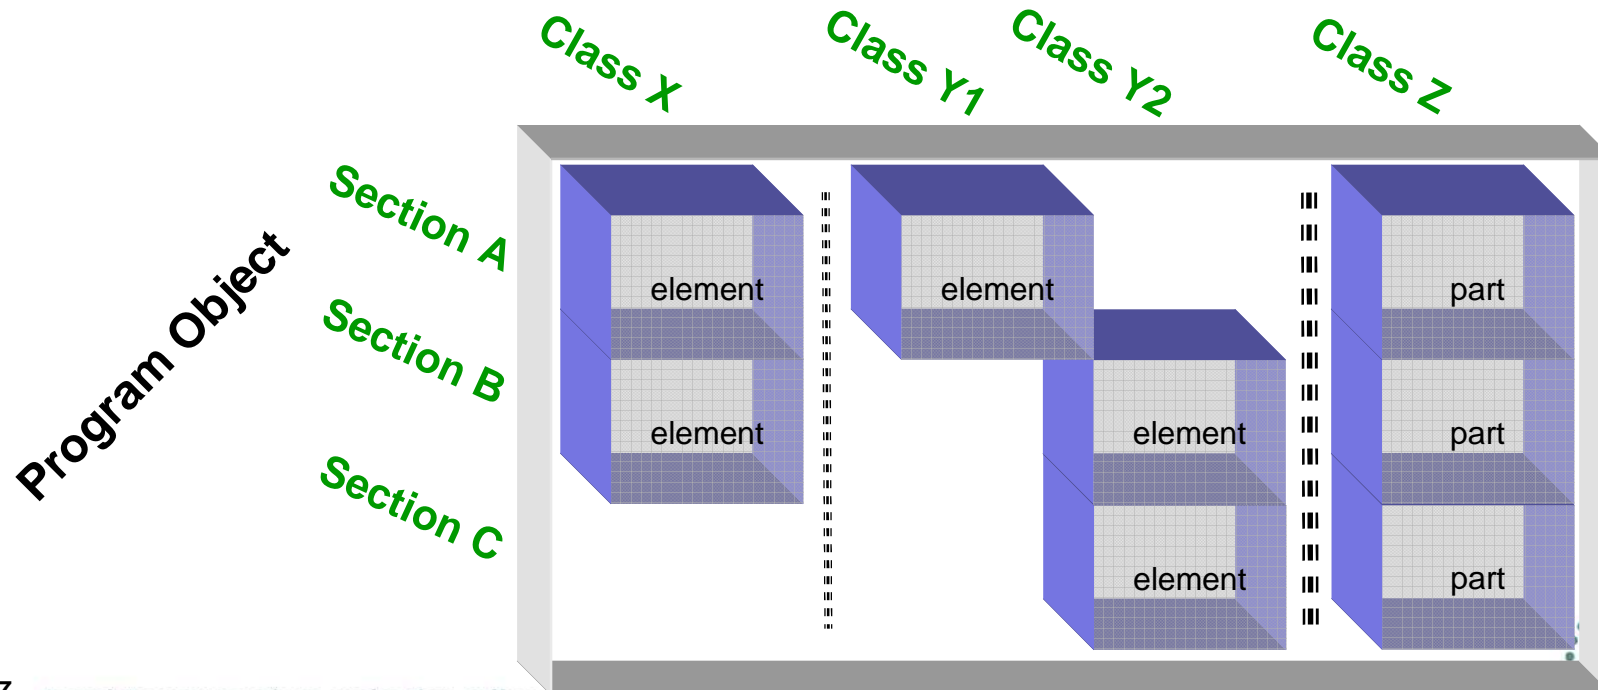 Class X
Class Y1
Class Y2
Class Z
Program Object
Section A
Section B
Section C
element
element
part
element
element
part
element
part